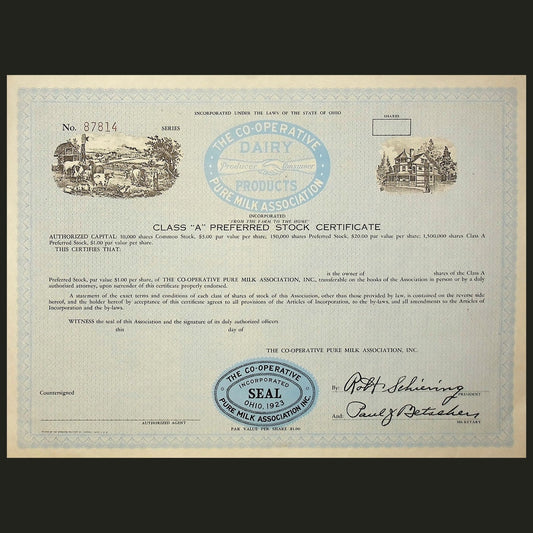 INCORPORATED UNDER THE LAWS OF THE STATE OF OHIO
No. 87814
SERIES
SHARES
THE CO-OPERATIVE
DAIRY
Producer Consumer
PRODUCTS
PURE MILK ASSOCIATION
INCORPORATED
"FROM THE FARM TO THE HOME"
CLASS "A" PREFERRED STOCK CERTIFICATE
AUTHORIZED CAPITAL 10,000 shares Common Stock, $5.00 par value per share; 150,000 shares Preferred Stock, $20.00 par value per share; 1,500,000 shares Class A
Preferred Stock, $1.00 par value per share.
THIS CERTIFIES THAT:
is the owner of shares of the Class A
Preferred Stock, par value $1.00 per share, of THE CO-OPERATIVE PURE MILK ASSOCIATION, INC., transferable on the books of the Association in person or by a duly
authorized attorney, upon surrender of this certificate properly endorsed.
A statement of the exact terms and conditions of each class of shares of stock of this Association, other than those provided by law, is contained on the reverse side
hereof, and the holder hereof by acceptance of this certificate agrees to all provisions of the Articles of Incorporation, to the by-laws, and all amendments to the Articles of
Incorporation and the by-laws.
WITNESS the seal of this Association and the signature of its duly authorized officers
this day of
THE CO-OPERATIVE PURE MILK ASSOCIATION, INC.
THE CO-OPERATIVE
INCORPORATED
SEAL
OHIO, 1923
PURE MILK ASSOCIATION INC.
Countersigned
AUTHORIZED AGENT
PAR VALUE PER SHARE $1.00
By: Robt Schiering
PRESIDENT
And: Paul J. Betscher
SECRETARY